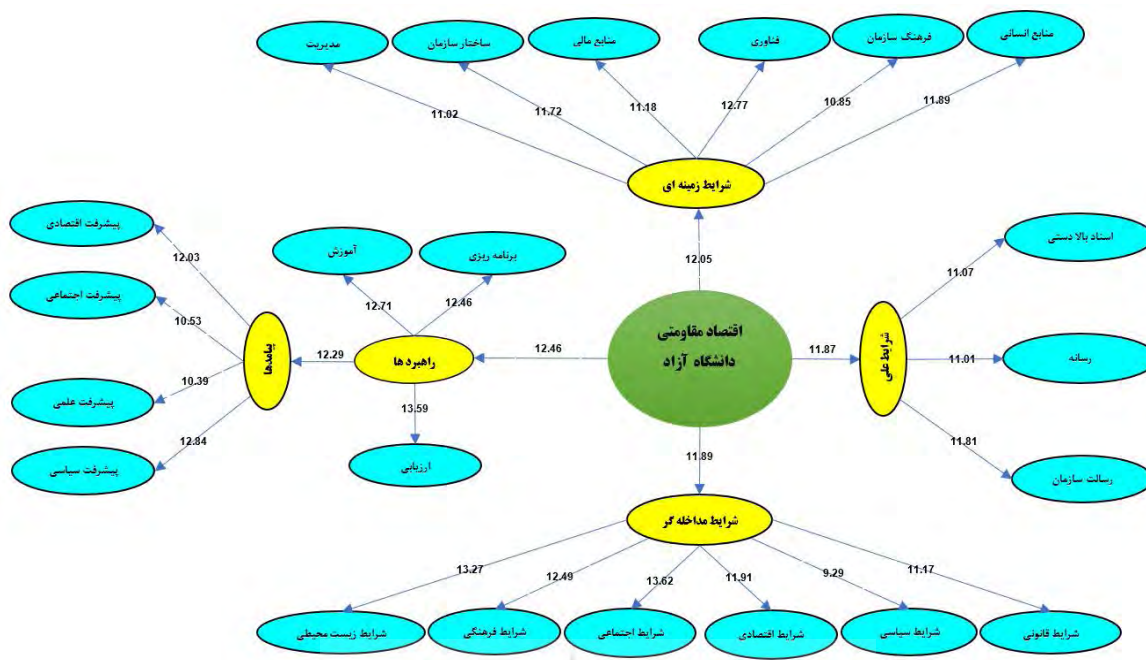 منابع انسانی
فرهنگ سازمان
فناوری
منابع مالی
ساختار سازمان
مدیریت
11.89
10.85
12.77
11.18
11.72
11.02
شرایط زمینه ای
12.05
اسناد بالا دستی
11.07
رسانه
11.01
رسالت سازمان
11.81
شرایط علی
11.87
اقتصاد مقاومتی
دانشگاه آزاد
12.46
برنامه ریزی
آموزش
12.46
12.71
راهبرد ها
13.59
ارزیابی
12.29
پیامدها
پیشرفت اقتصادی
12.03
پیشرفت اجتماعی
10.53
پیشرفت علمی
10.39
پیشرفت سیاسی
12.84
11.89
شرایط مداخله گر
11.17
9.29
11.91
13.62
12.49
13.27
شرایط قانونی
شرایط سیاسی
شرایط اقتصادی
شرایط اجتماعی
شرایط فرهنگی
شرایط زیست محیطی